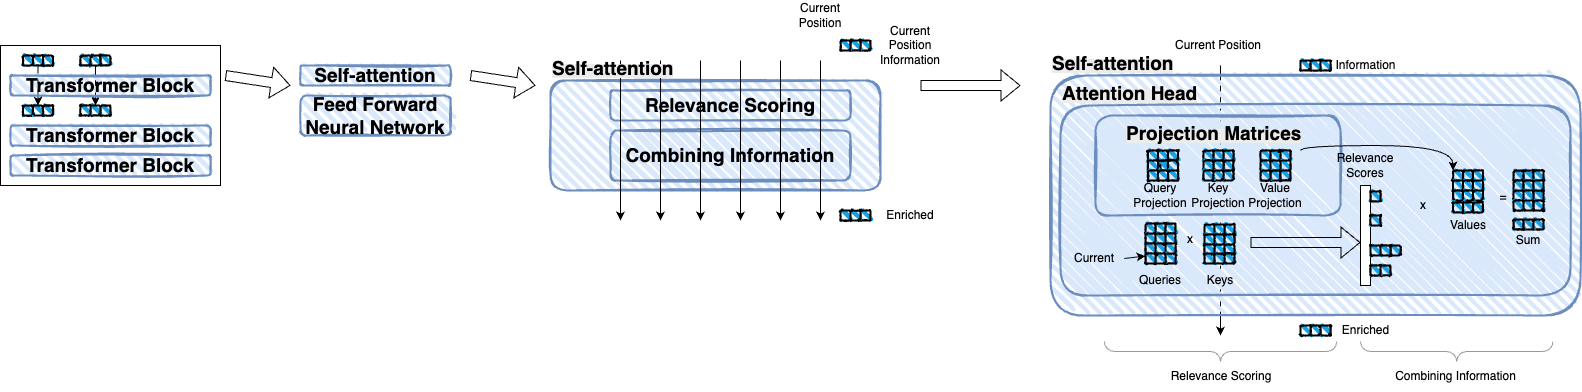 Transformer Block
Transformer Block
Transformer Block
Self-attention
Feed Forward
Neural Network
Current
Position
Current
Position
Information
Self-attention
Relevance Scoring
Combining Information
Enriched
Current Position
Self-attention
Information
Attention Head
Projection Matrices
Query
Projection
Key
Projection
Value
Projection
Relevance
Scores
x
Values
=
Sum
Current
x
Queries
Keys
Enriched
Relevance Scoring
Combining Information